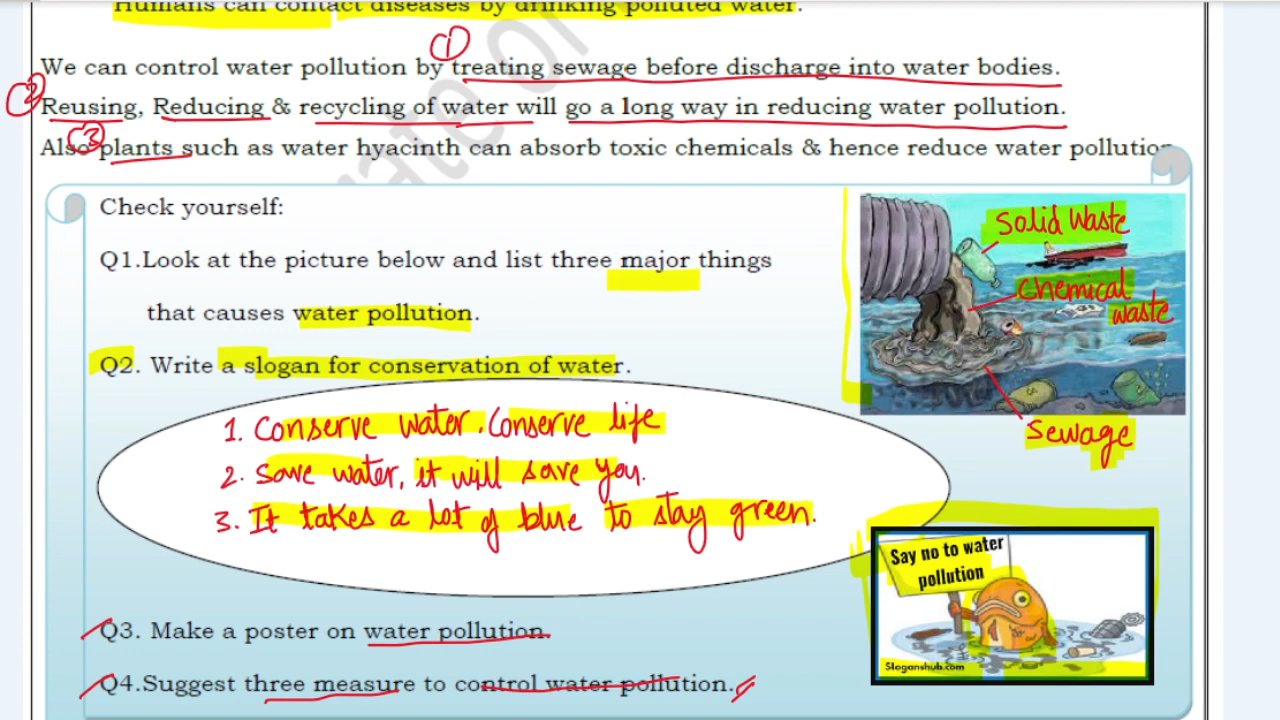 Humans can contact diseases by drinking polluted water.
1
We can control water pollution by treating sewage before discharge into water bodies.
2
Reusing, Reducing & recycling of water will go a long way in reducing water pollution.
3
Also plants such as water hyacinth can absorb toxic chemicals & hence reduce water pollution
Check yourself:
Q1.Look at the picture below and list three major things
that causes water pollution.
Solid Waste
Chemical
waste
Sewage
Q2. Write a slogan for conservation of water.
1. Conserve water. Conserve life
2. Save water, it will save you.
3. It takes a lot of blue to stay green.
Say no to water
pollution
Sloganshub.com
Q3. Make a poster on water pollution.
Q4.Suggest three measure to control water pollution.